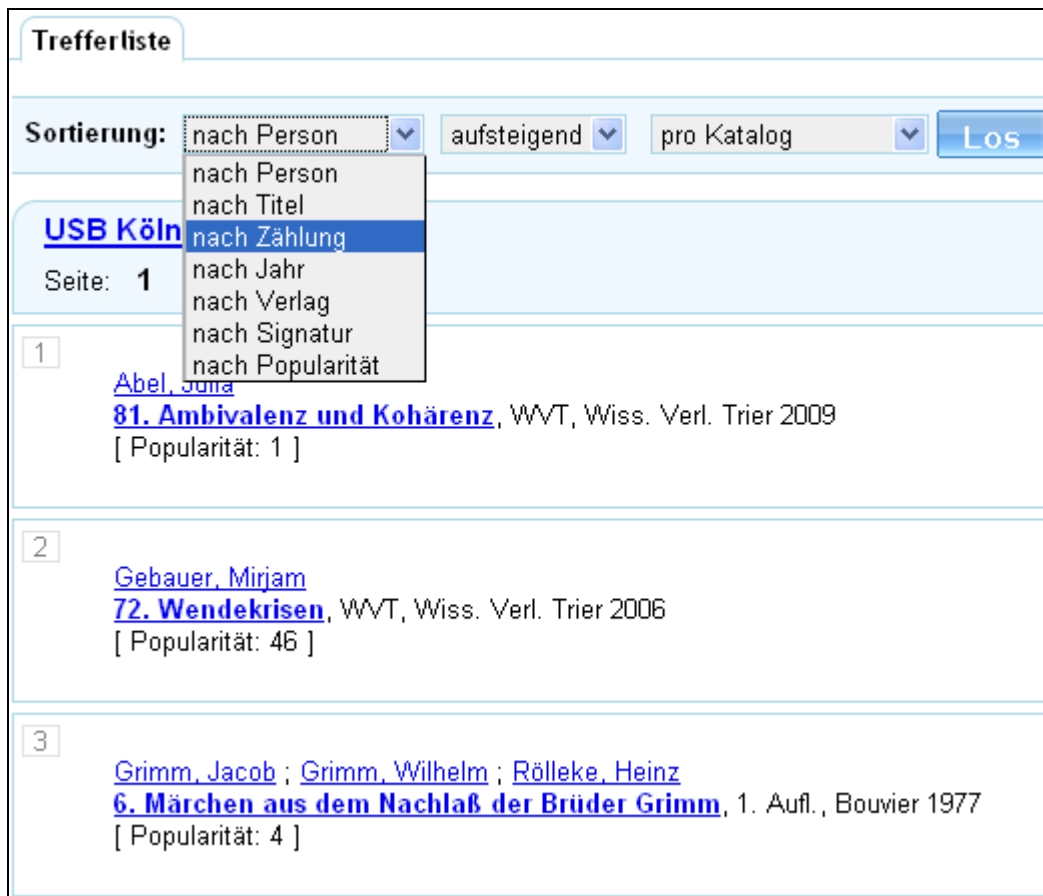 Trefferliste
Sortierung: nach Person aufsteigend pro Katalog Los
nach Person
nach Titel
nach Zählung
nach Jahr
nach Verlag
nach Signatur
nach Popularität
USB Köln
Seite: 1
1
Abel, Julia
81. Ambivalenz und Kohärenz, WVT, Wiss. Verl. Trier 2009
[ Popularität: 1 ]
2
Gebauer, Mirjam
72. Wendekrisen, WVT, Wiss. Verl. Trier 2006
[ Popularität: 46 ]
3
Grimm, Jacob ; Grimm, Wilhelm ; Rölleke, Heinz
6. Märchen aus dem Nachlaß der Brüder Grimm, 1. Aufl., Bouvier 1977
[ Popularität: 4 ]